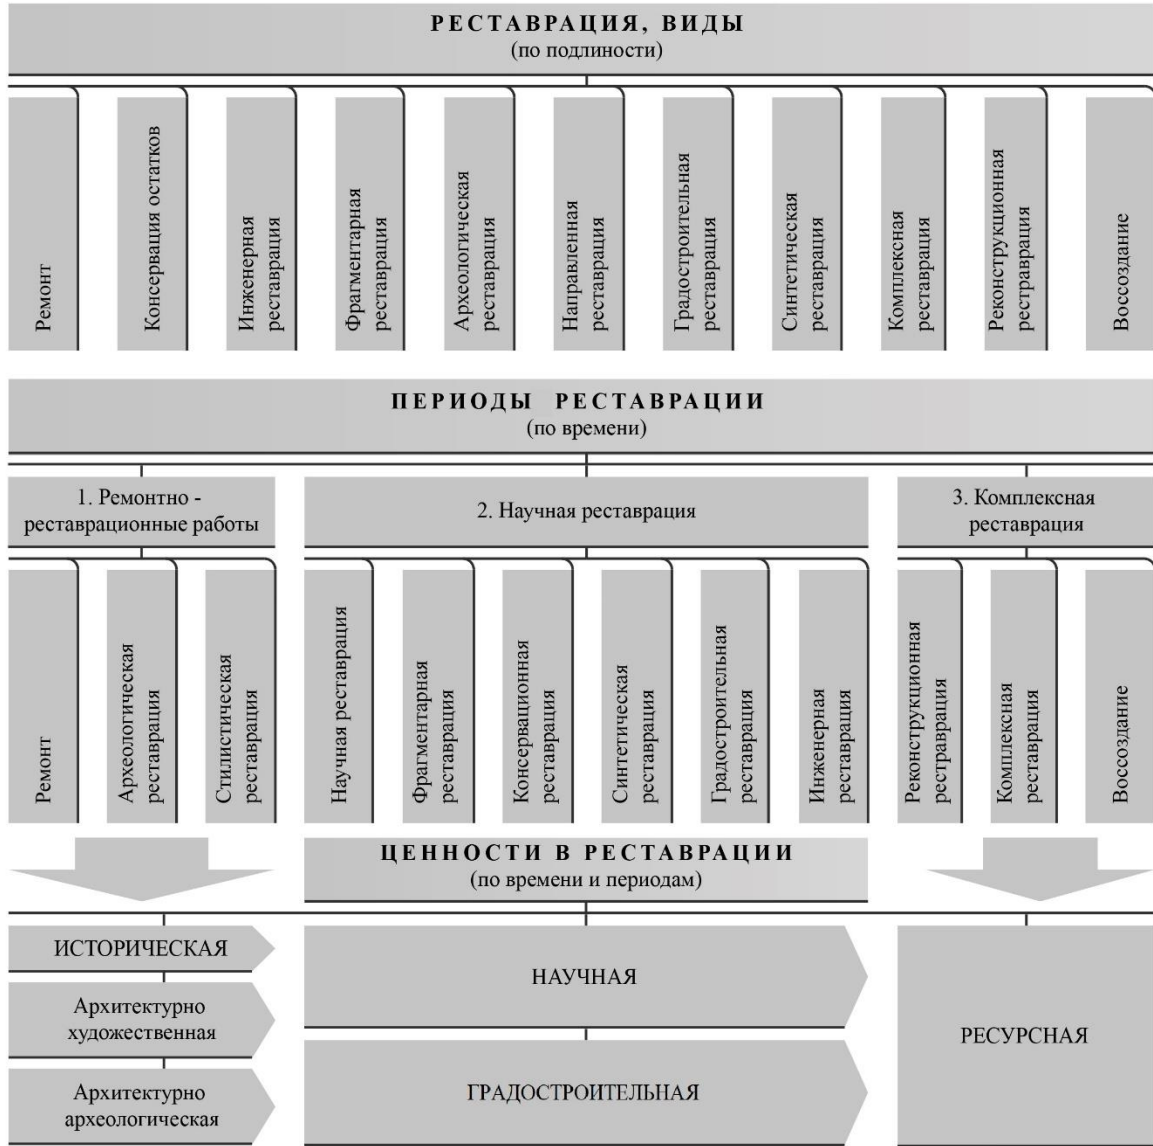 РЕСТАВРАЦИЯ, ВИДЫ
(по подлиности)
Ремонт
Консервация остатков
Инженерная
реставрация
Фрагментарная
реставрация
Археологическая
реставрация
Направленная
реставрация
Градостроительная
реставрация
Синтетическая
реставрация
Комплексная
реставрация
Реконструкционная
рестраврация
Воссоздание
ПЕРИОДЫ РЕСТАВРАЦИИ
(по времени)
1. Ремонтно -
реставрационные работы
2. Научная реставрация
3. Комплексная
реставрация
Ремонт
Археологическая
реставрация
Стилистическая
реставрация
Научная реставрация
Фрагментарная
реставрация
Консервационная
реставрация
Синтетическая
реставрация
Градостроительная
реставрация
Инженерная
реставрация
Реконструкционная
рестраврация
Комплексная
реставрация
Воссоздание
ЦЕННОСТИ В РЕСТАВРАЦИИ
(по времени и периодам)
ИСТОРИЧЕСКАЯ
Архитектурно
художественная
Архитектурно
археологическая
НАУЧНАЯ
ГРАДОСТРОИТЕЛЬНАЯ
РЕСУРСНАЯ